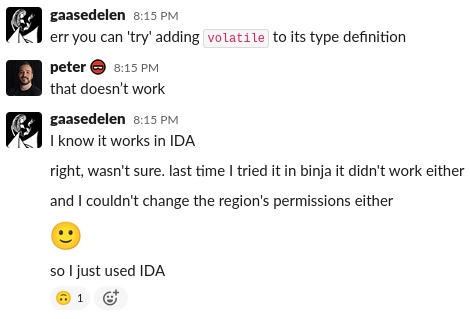 gaasedelen 8:15 PM
err you can 'try' adding volatile to its type definition
peter 8:15 PM
that doesn’t work
gaasedelen 8:15 PM
I know it works in IDA
right, wasn't sure. last time I tried it in binja it didn't work either
and I couldn't change the region's permissions either
so I just used IDA
1